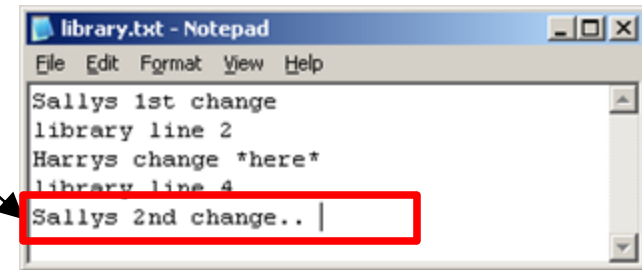 library.txt - Notepad
File Edit Format View Help
Sallys 1st change
library line 2
Harrys change *here*
library line 4
Sallys 2nd change..